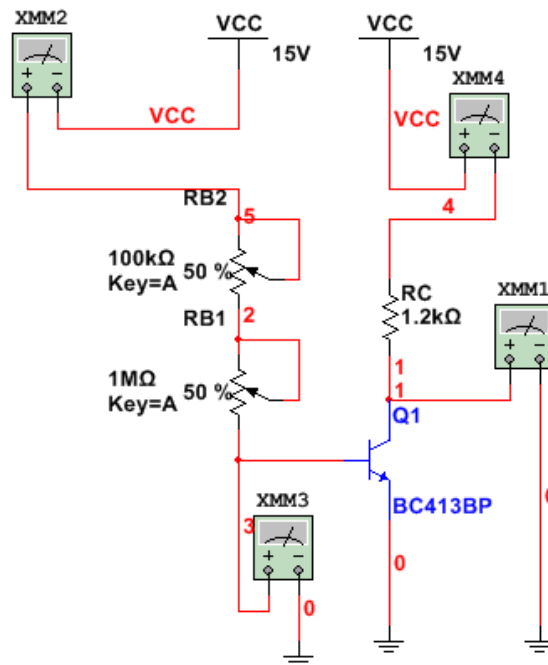 XMM2
VCC
VCC
15V
15V
XMM4
+
−
VCC
VCC
+
−
RB2
5
4
100kΩ
50 %
Key=A
RC
1.2kΩ
XMM1
RB1
2
+
−
1MΩ
50 %
Key=A
1
1
Q1
XMM3
BC413BP
3
+
−
0
0